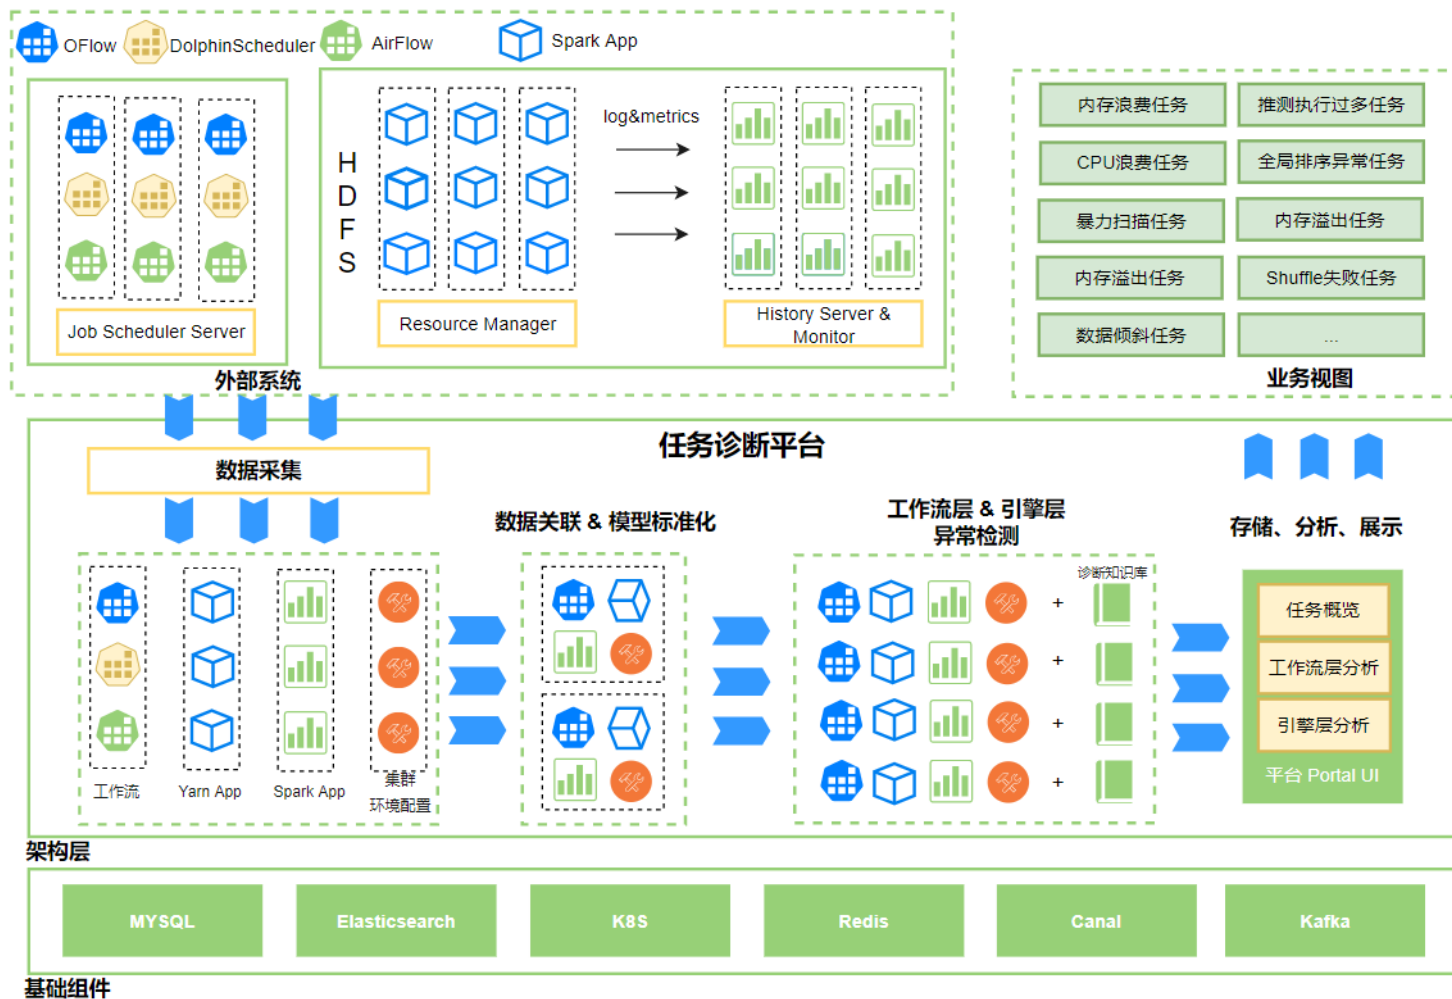 OFlow
DolphinScheduler
AirFlow
Spark App
H
D
F
S
log&metrics
Job Scheduler Server
Resource Manager
History Server &
Monitor
外部系统
内存浪费任务
推测执行过多任务
CPU浪费任务
全局排序异常任务
暴力扫描任务
内存溢出任务
内存溢出任务
Shuffle失败任务
数据倾斜任务
...
业务视图
任务诊断平台
数据采集
数据关联 & 模型标准化
工作流层 & 引擎层
异常检测
存储、分析、展示
诊断知识库
+
+
+
+
工作流
Yarn App
Spark App
集群
环境配置
任务概览
工作流层分析
引擎层分析
平台 Portal UI
架构层
MYSQL
Elasticsearch
K8S
Redis
Canal
Kafka
基础组件